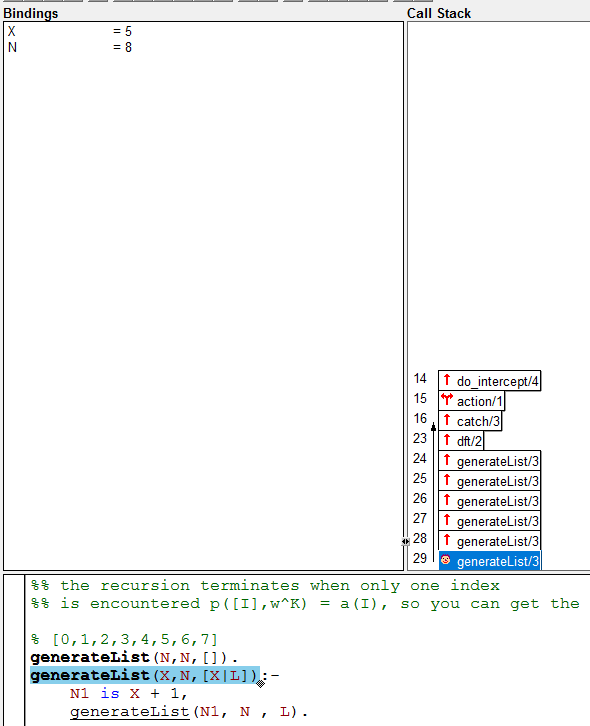 Bindings
Call Stack
X = 5
N = 8
14 do_intercept/4
15 action/1
16 catch/3
23 dft/2
24 generateList/3
25 generateList/3
26 generateList/3
27 generateList/3
28 generateList/3
29 generateList/3
%% the recursion terminates when only one index
%% is encountered p([I],w^K) = a(I), so you can get the
% [0,1,2,3,4,5,6,7]
generateList(N,N,[]).
generateList(X,N,[X|L]):-
N1 is X + 1,
generateList(N1, N , L).